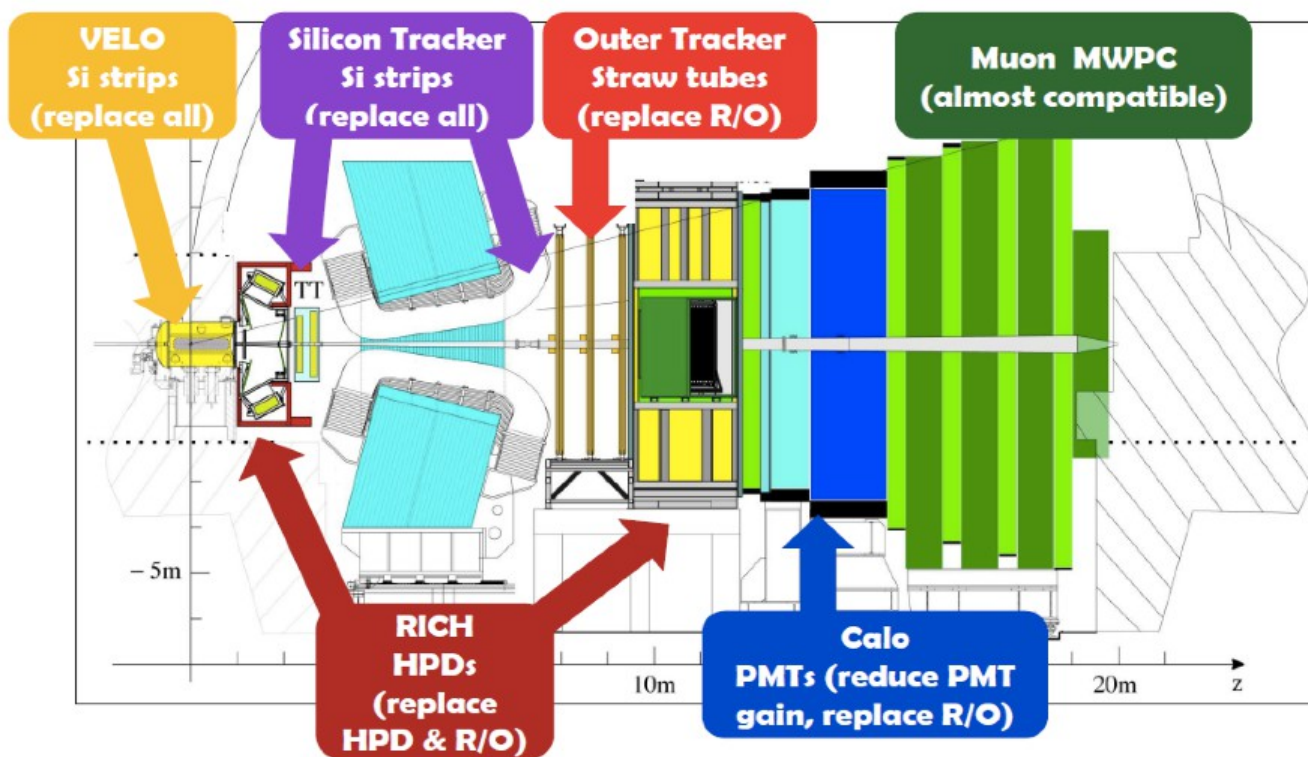 VELO
Si strips
(replace all)
Silicon Tracker
Si strips
(replace all)
Outer Tracker
Straw tubes
(replace R/O)
Muon MWPC
(almost compatible)
TT
– 5m
RICH
HPDs
(replace
HPD & R/O)
Calo
PMTs (reduce PMT
gain, replace R/O)
10m
20m
z